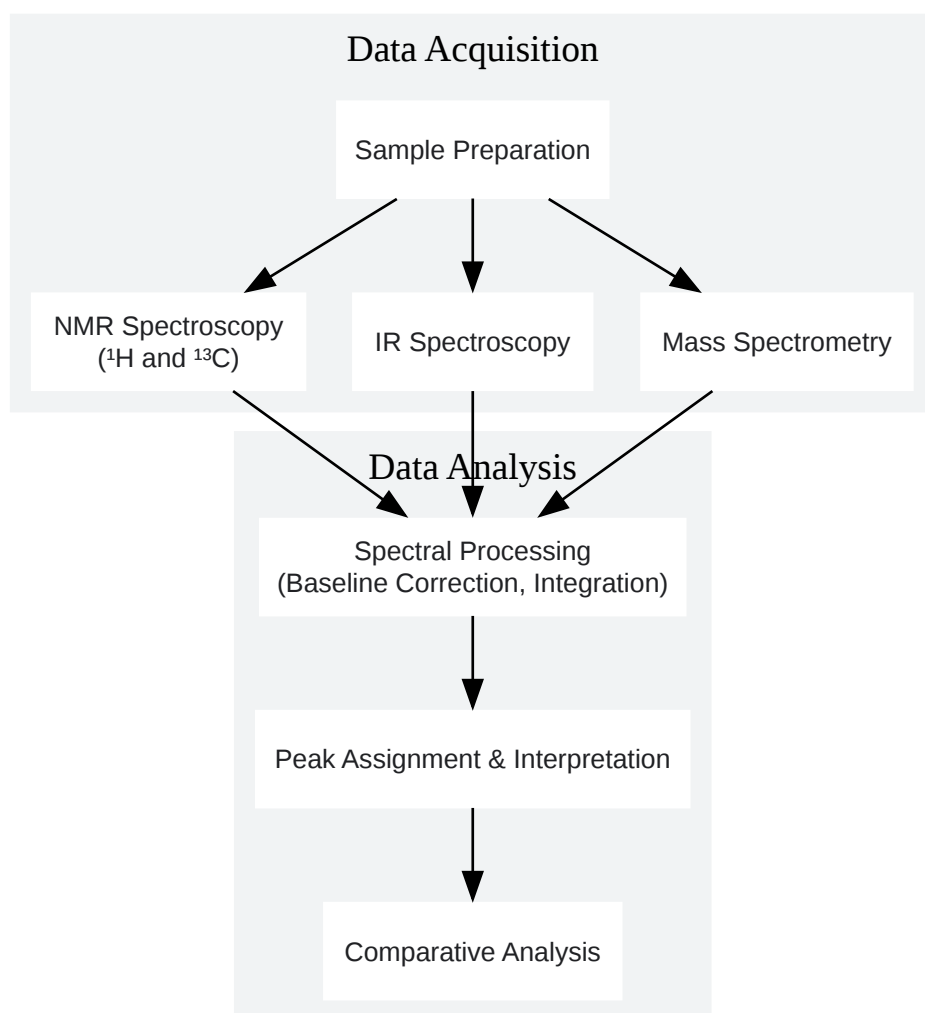 Data Acquisition
Sample Preparation
NMR Spectroscopy
(¹H and ¹³C)
IR Spectroscopy
Mass Spectrometry
Data Analysis
Spectral Processing
(Baseline Correction, Integration)
Peak Assignment & Interpretation
Comparative Analysis